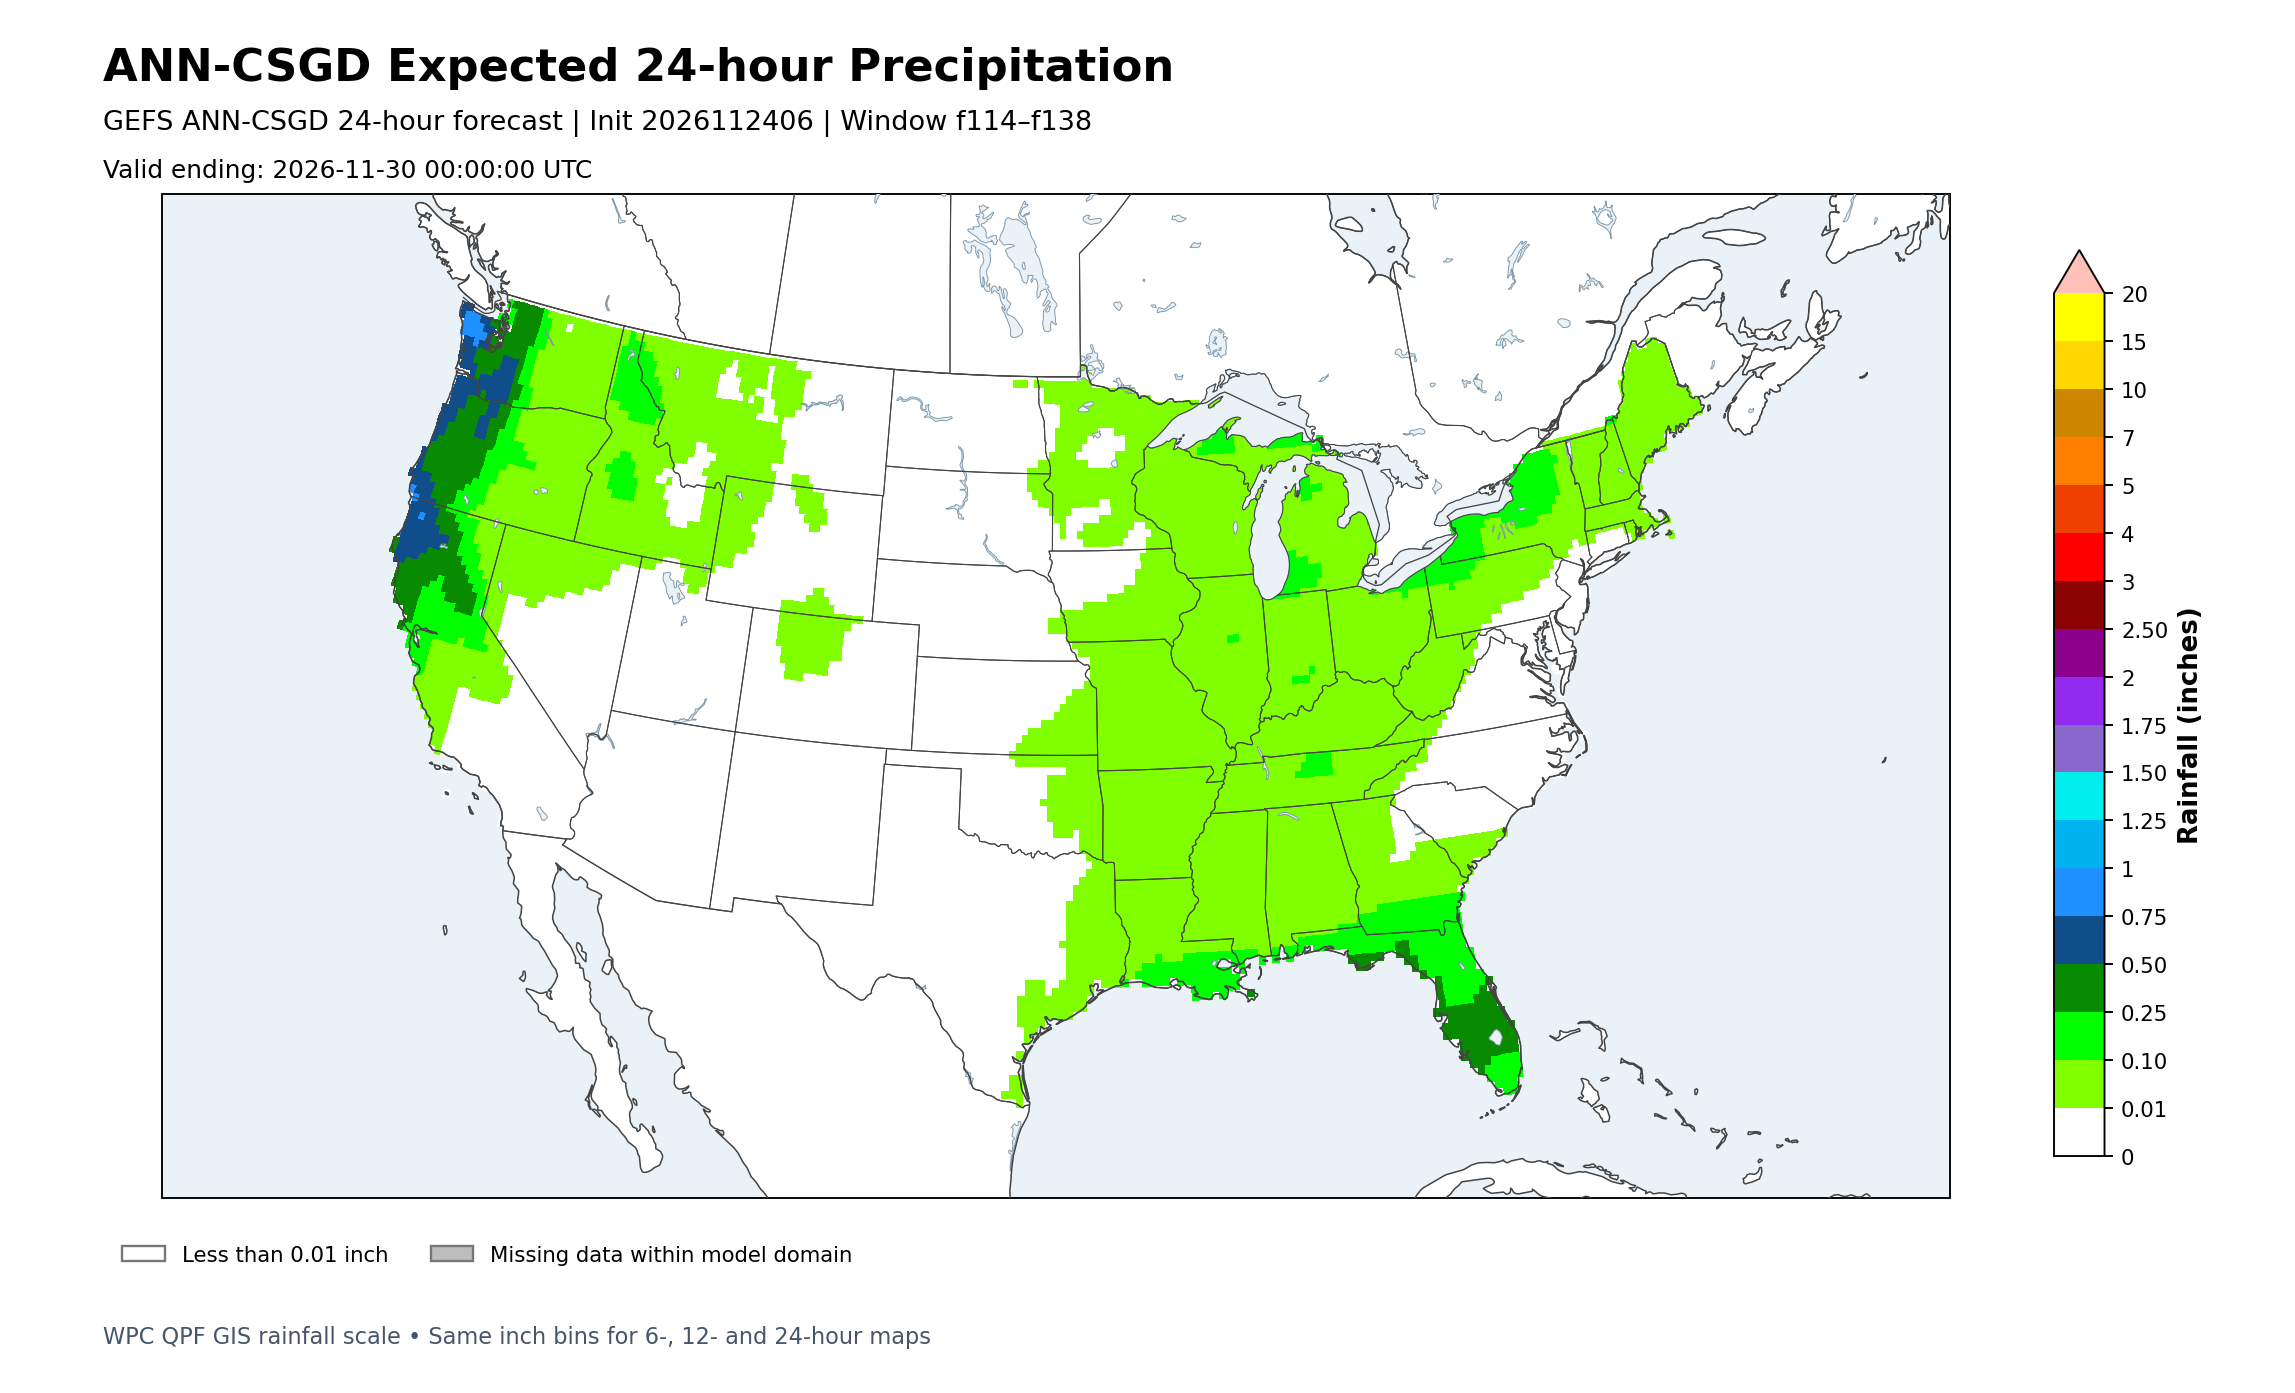 ANN-CSGD Expected 24-hour Precipitation
GEFS ANN-CSGD 24-hour forecast | Init 2026112406 | Window f114–f138
Valid ending: 2026-11-30 00:00:00 UTC
20
15
10
7
5
4
3
2.50
2
1.75
1.50
1.25
1
0.75
0.50
0.25
0.10
0.01
0
Rainfall (inches)
Less than 0.01 inch
Missing data within model domain
WPC QPF GIS rainfall scale • Same inch bins for 6-, 12- and 24-hour maps